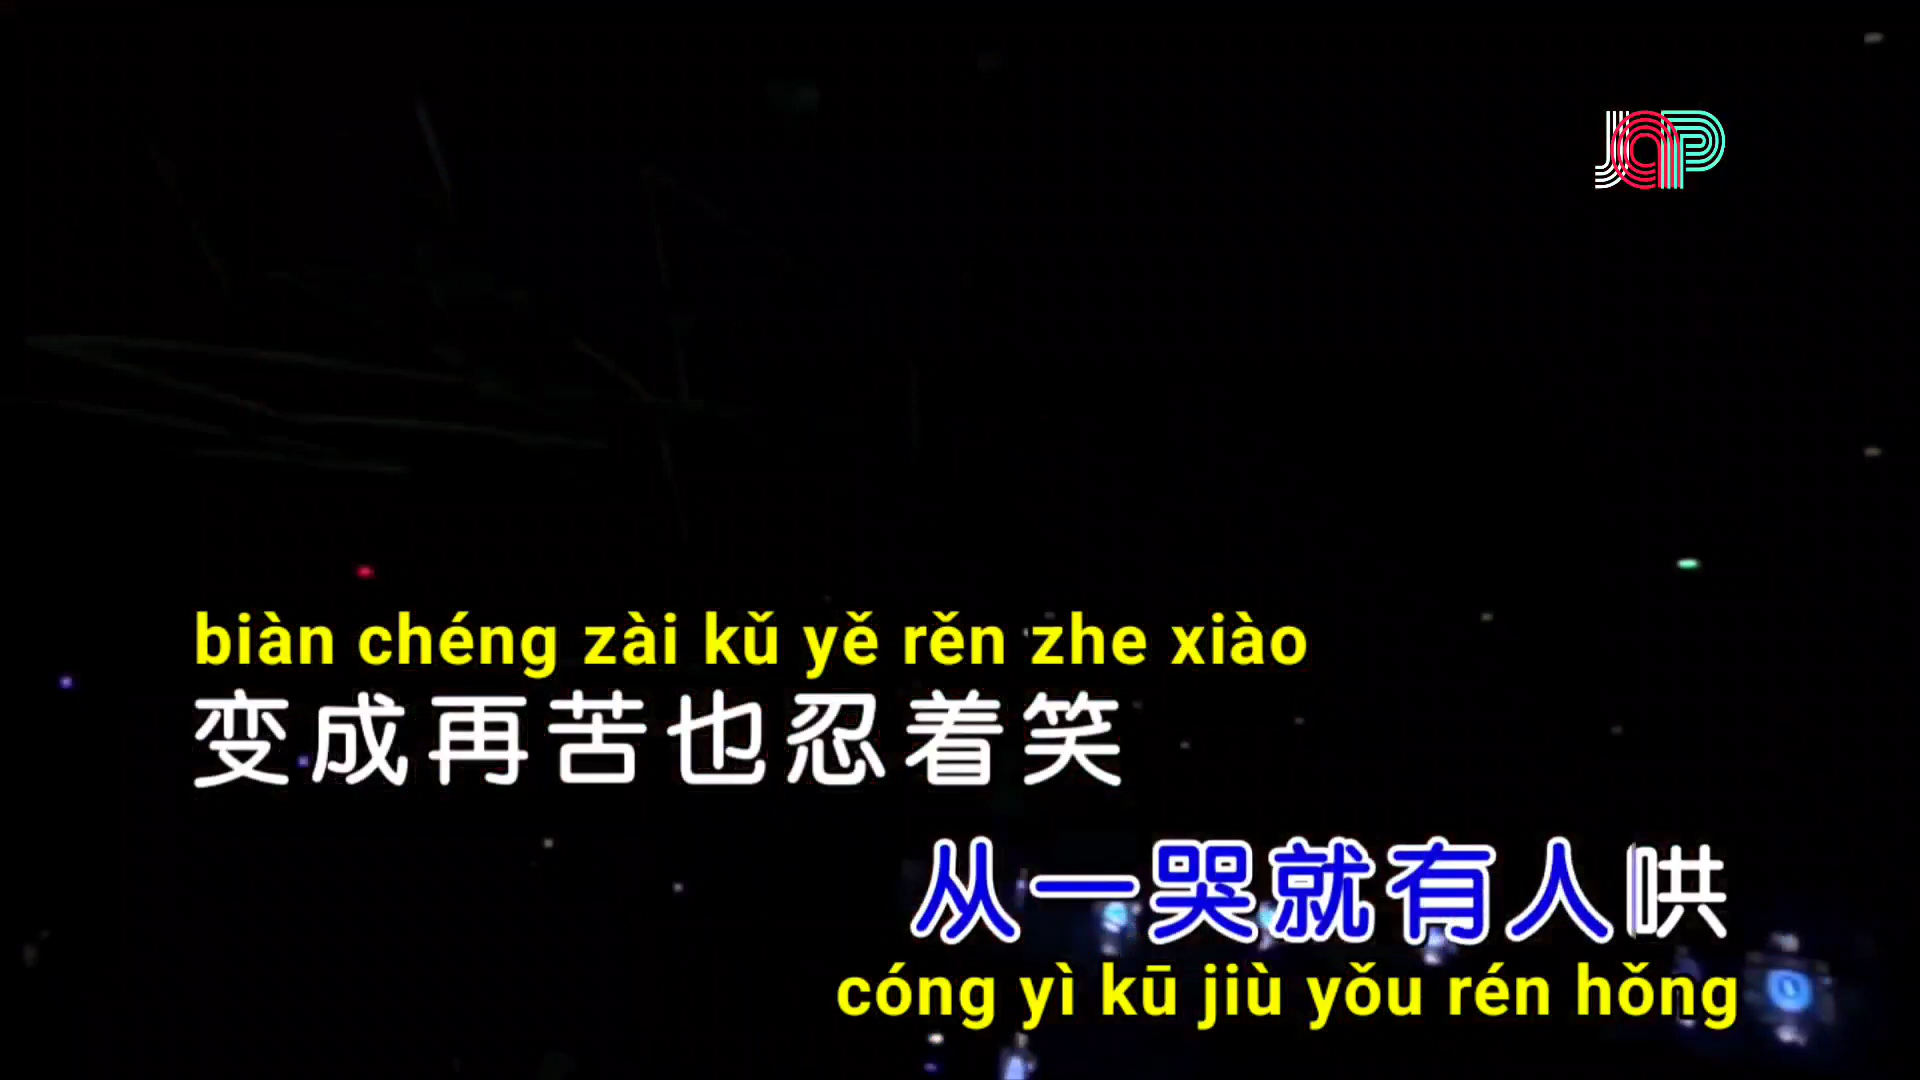 JAP
biàn chéng zài kǔ yě rěn zhe xiào
变成再苦也忍着笑
从一哭就有人哄
cóng yì kū jiù yǒu rén hǒng